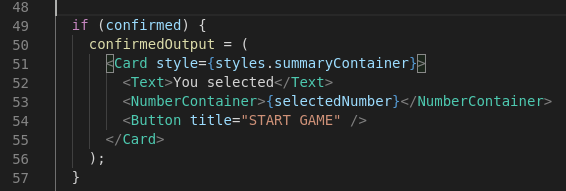 48
49 if (confirmed) {
50 confirmedOutput = (
51 <Card style={styles.summaryContainer}>
52 <Text>You selected</Text>
53 <NumberContainer>{selectedNumber}</NumberContainer>
54 <Button title="START GAME" />
55 </Card>
56 );
57 }